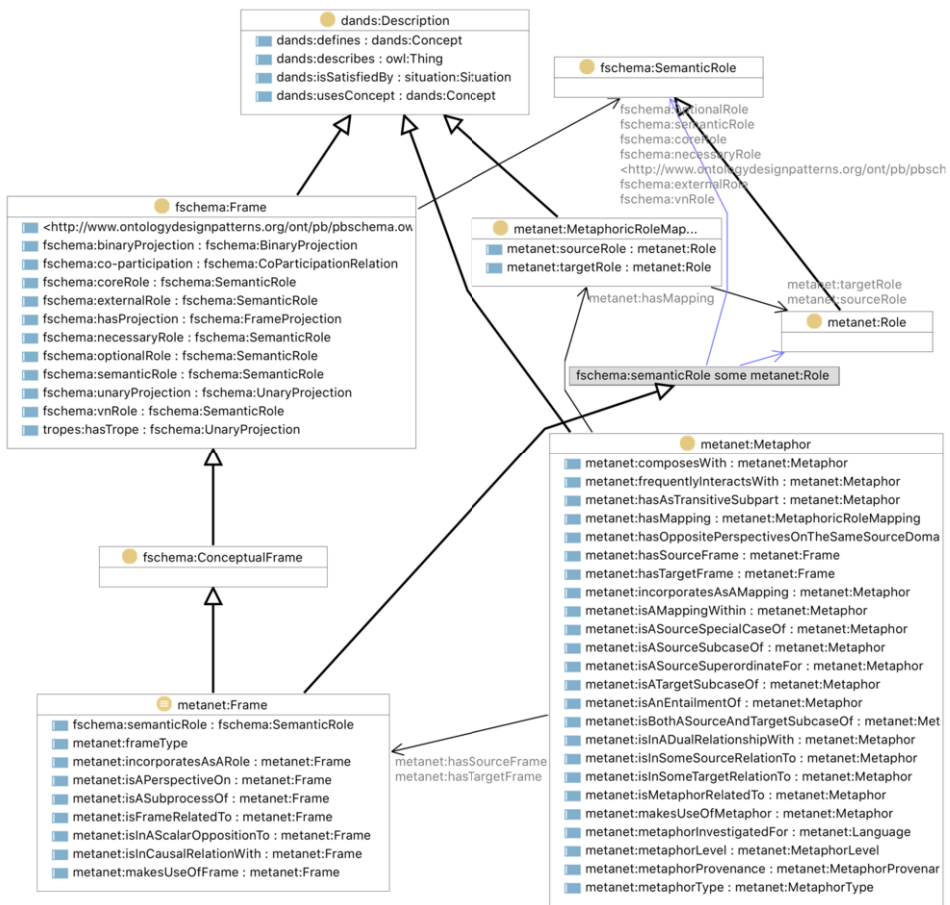 dands:Description
dands:defines : dands:Concept
dands:describes : owl:Thing
dands:isSatisfiedBy : situation:Situation
dands:usesConcept : dands:Concept
fschema:SemanticRole
fschema:optionalRole
fschema:semanticRole
fschema:coreRole
fschema:necessaryRole
<http://www.ontologydesignpatterns.org/ont/pb/pbsch
fschema:externalRole
fschema:vnRole
fschema:Frame
<http://www.ontologydesignpatterns.org/ont/pb/pbschema.ow
fschema:binaryProjection : fschema:BinaryProjection
fschema:co-participation : fschema:CoParticipationRelation
fschema:coreRole : fschema:SemanticRole
fschema:externalRole : fschema:SemanticRole
fschema:hasProjection : fschema:FrameProjection
fschema:necessaryRole : fschema:SemanticRole
fschema:optionalRole : fschema:SemanticRole
fschema:semanticRole : fschema:SemanticRole
fschema:unaryProjection : fschema:UnaryProjection
fschema:vnRole : fschema:SemanticRole
tropes:hasTrope : fschema:UnaryProjection
metanet:MetaphoricRoleMap...
metanet:sourceRole : metanet:Role
metanet:targetRole : metanet:Role
metanet:hasMapping
metanet:targetRole
metanet:sourceRole
metanet:Role
fschema:semanticRole some metanet:Role
metanet:Metaphor
metanet:composesWith : metanet:Metaphor
metanet:frequentlyInteractsWith : metanet:Metaphor
metanet:hasAsTransitiveSubpart : metanet:Metaphor
metanet:hasMapping : metanet:MetaphoricRoleMapping
metanet:hasOppositePerspectivesOnTheSameSourceDoma
metanet:hasSourceFrame : metanet:Frame
metanet:hasTargetFrame : metanet:Frame
metanet:incorporatesAsAMapping : metanet:Metaphor
metanet:isAMappingWithin : metanet:Metaphor
metanet:isASourceSpecialCaseOf : metanet:Metaphor
metanet:isASourceSubcaseOf : metanet:Metaphor
metanet:isASourceSuperordinateFor : metanet:Metaphor
metanet:isATargetSubcaseOf : metanet:Metaphor
metanet:isAnEntailmentOf : metanet:Metaphor
metanet:isBothASourceAndTargetSubcaseOf : metanet:Met
metanet:isInADualRelationshipWith : metanet:Metaphor
metanet:isInSomeSourceRelationTo : metanet:Metaphor
metanet:isInSomeTargetRelationTo : metanet:Metaphor
metanet:isMetaphorRelatedTo : metanet:Metaphor
metanet:makesUseOfMetaphor : metanet:Metaphor
metanet:metaphorInvestigatedFor : metanet:Language
metanet:metaphorLevel : metanet:MetaphorLevel
metanet:metaphorProvenance : metanet:MetaphorProvenar
metanet:metaphorType : metanet:MetaphorType
fschema:ConceptualFrame
metanet:Frame
fschema:semanticRole : fschema:SemanticRole
metanet:frameType
metanet:incorporatesAsARole : metanet:Frame
metanet:isAPerspectiveOn : metanet:Frame
metanet:isASubprocessOf : metanet:Frame
metanet:isFrameRelatedTo : metanet:Frame
metanet:isInAScalarOppositionTo : metanet:Frame
metanet:isInCausalRelationWith : metanet:Frame
metanet:makesUseOfFrame : metanet:Frame
metanet:hasSourceFrame
metanet:hasTargetFrame